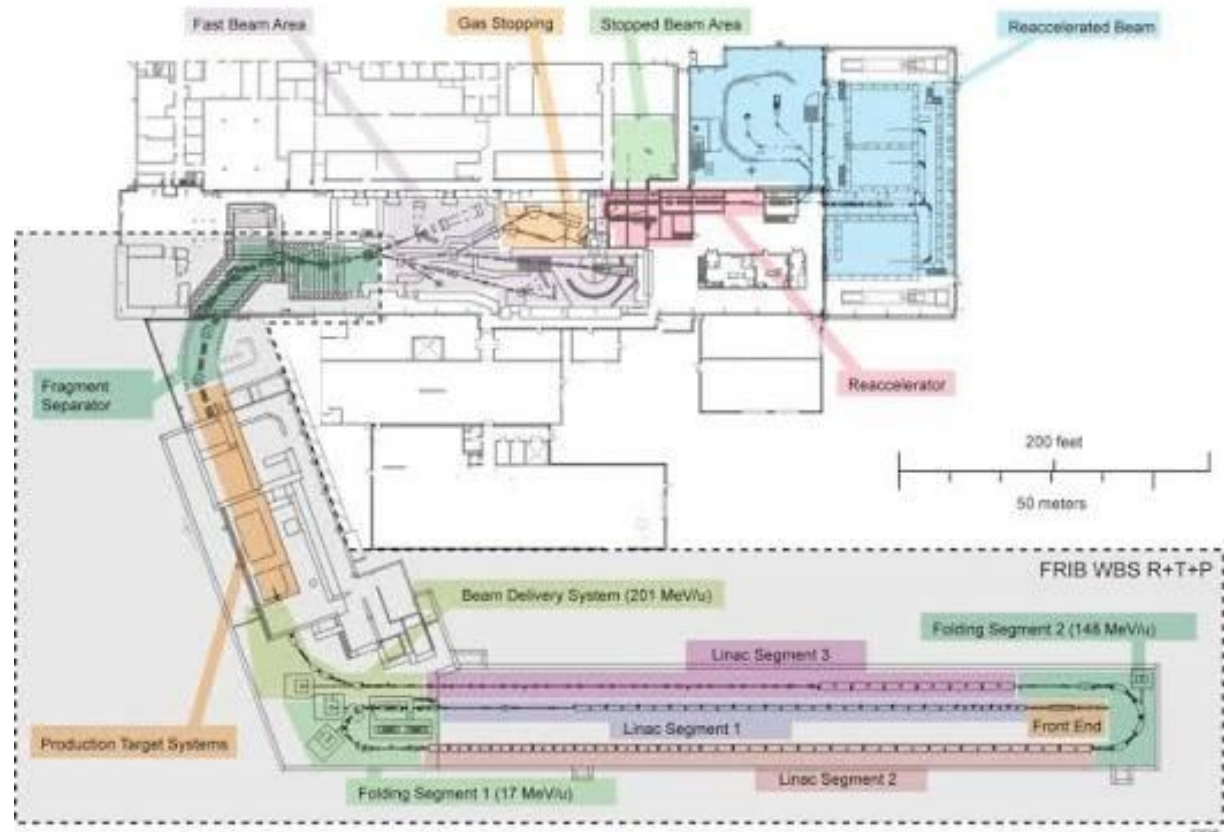 Fast Beam Area
Gas Stopping
Stopped Beam Area
Reaccelerated Beam
Fragment
Separator
Reaccelerator
200 feet
50 meters
FRIB WBS R+T+P
Beam Delivery System (201 MeV/u)
Folding Segment 2 (148 MeV/u)
Linac Segment 3
Linac Segment 1
Front End
Production Target Systems
Linac Segment 2
Folding Segment 1 (17 MeV/u)